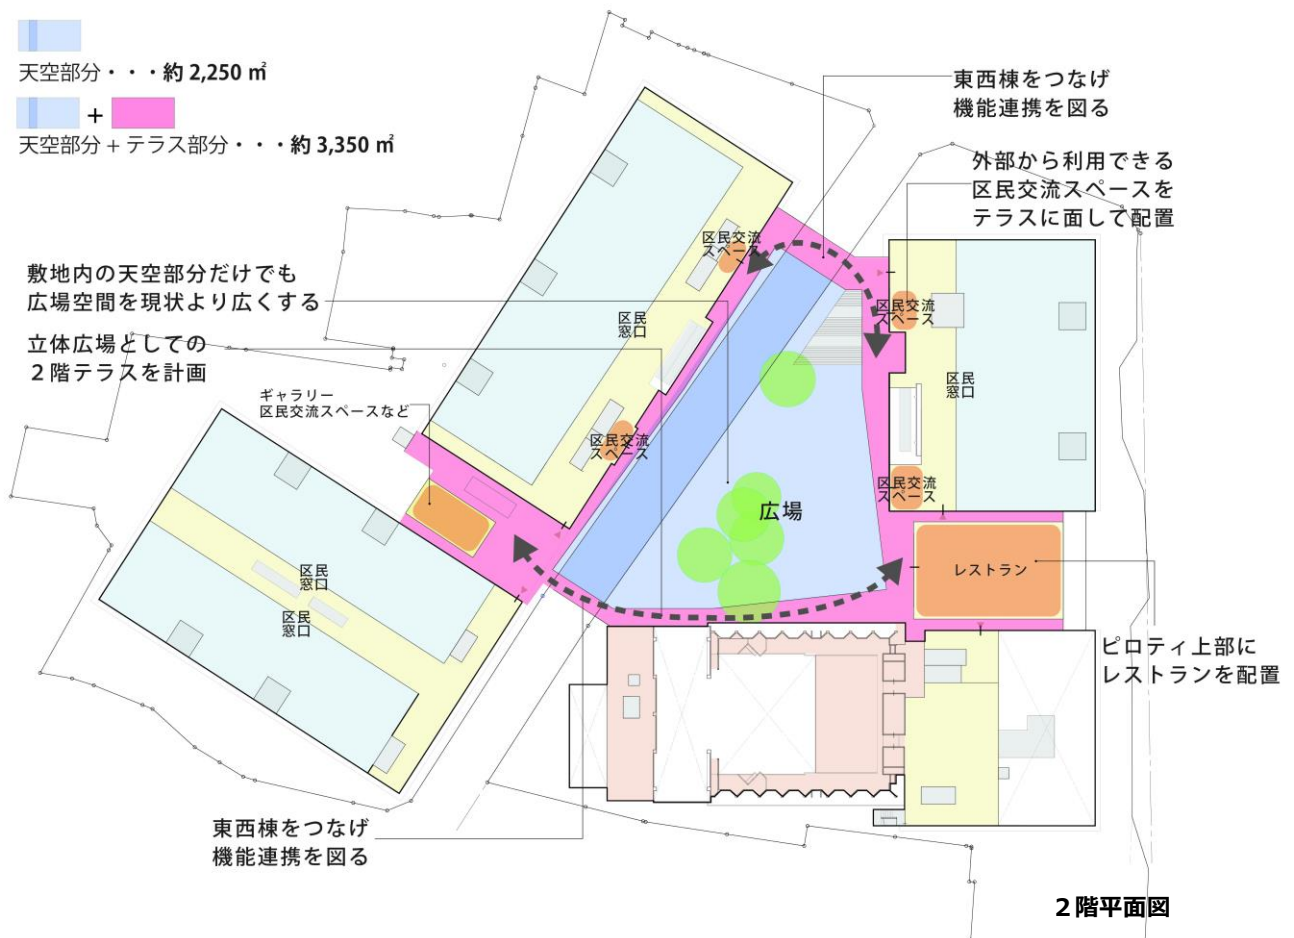 天空部分・・・約 2,250 ㎡
+
天空部分 + テラス部分・・・約 3,350 ㎡
東西棟をつなげ
機能連携を図る
外部から利用できる
区民交流スペースを
テラスに面して配置
敷地内の天空部分だけでも
広場空間を現状より広くする
立体広場としての
２階テラスを計画
ギャラリー
区民交流スペースなど
区民交流
スペース
区民
窓口
区民交流
スペース
区民交流
スペース
区民
窓口
区民交流
スペース
広場
レストラン
区民
窓口
区民
窓口
ピロティ上部に
レストランを配置
東西棟をつなげ
機能連携を図る
２階平面図